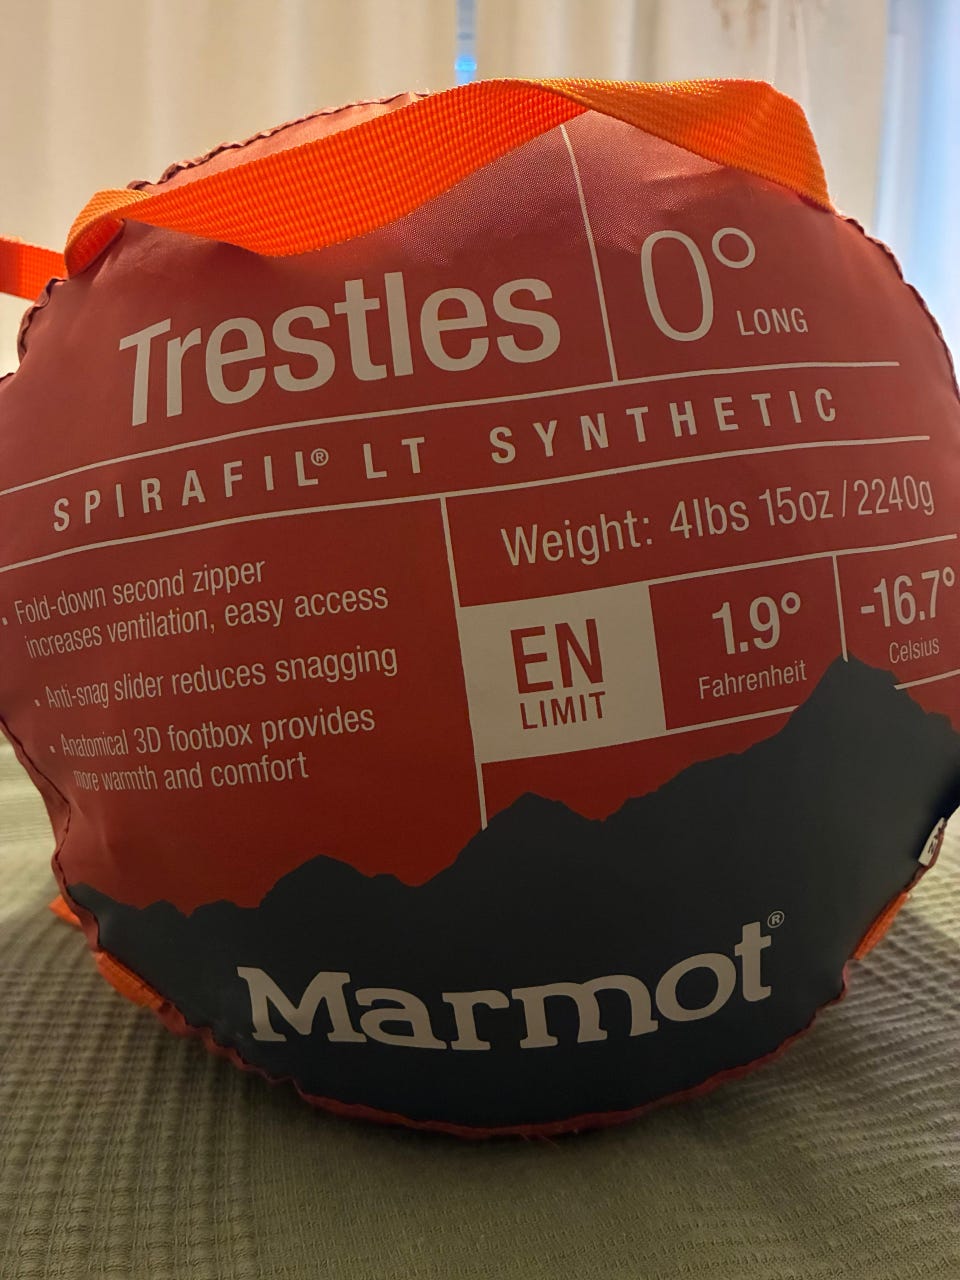 Trestles
0°
LONG
SPIRAFIL® LT SYNTHETIC
Weight: 4lbs 15oz / 2240g
• Fold-down second zipper
increases ventilation, easy access
• Anti-snag slider reduces snagging
• Anatomical 3D footbox provides
more warmth and comfort
EN
LIMIT
1.9°
Fahrenheit
-16.7°
Celsius
Marmot®